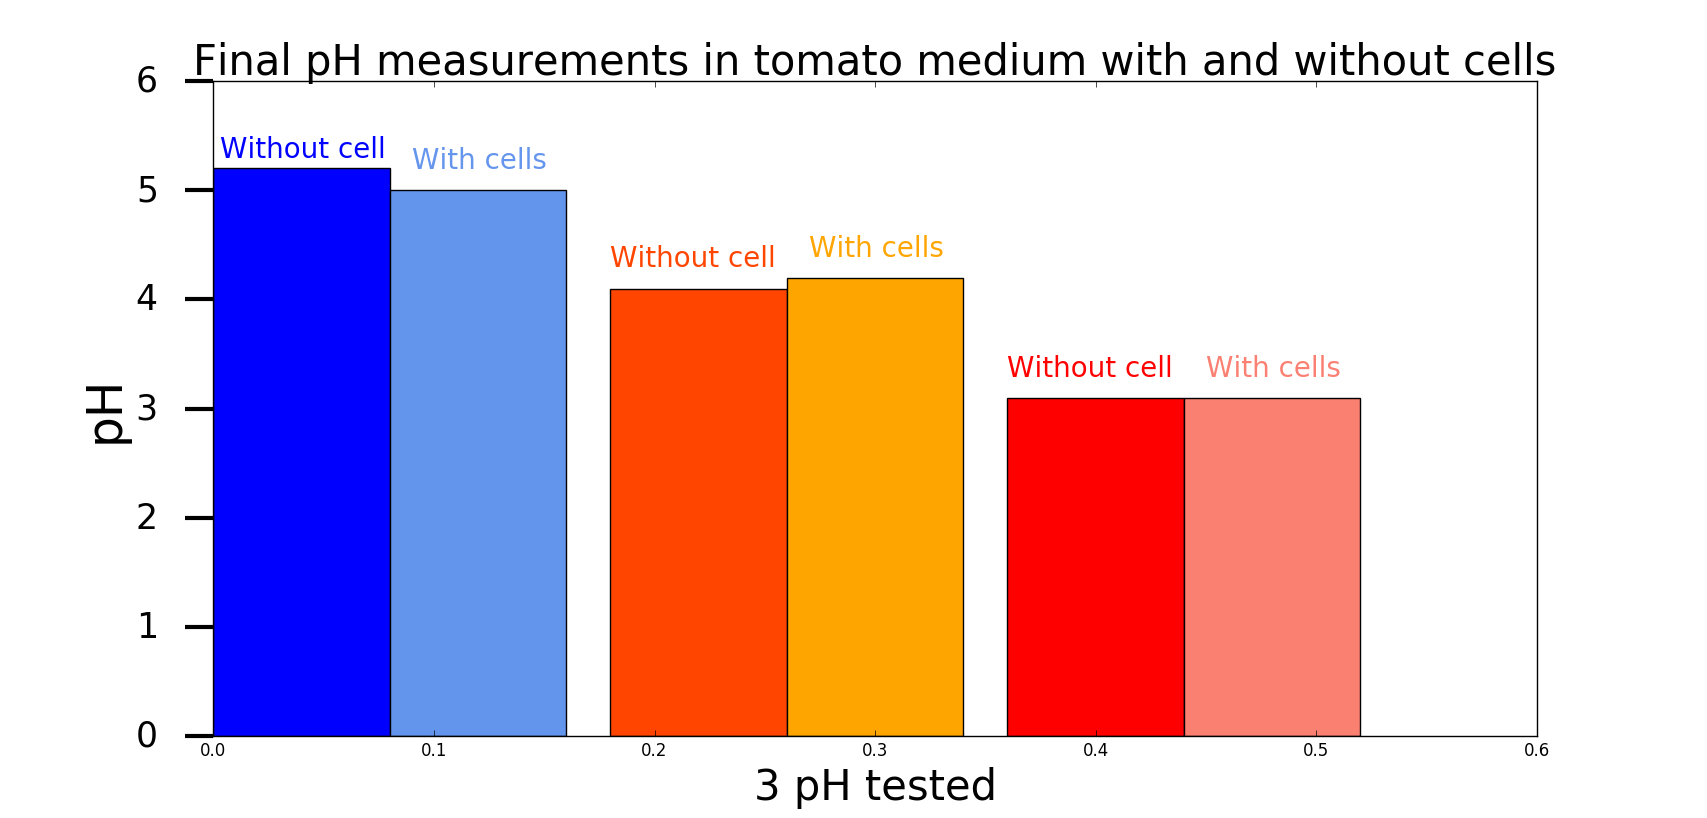 Final pH measurements in tomato medium with and without cells
6
5
4
3
2
1
0
pH
Without cell
With cells
Without cell
With cells
Without cell
With cells
0.0 0.1 0.2 0.3 0.4 0.5 0.6
3 pH tested